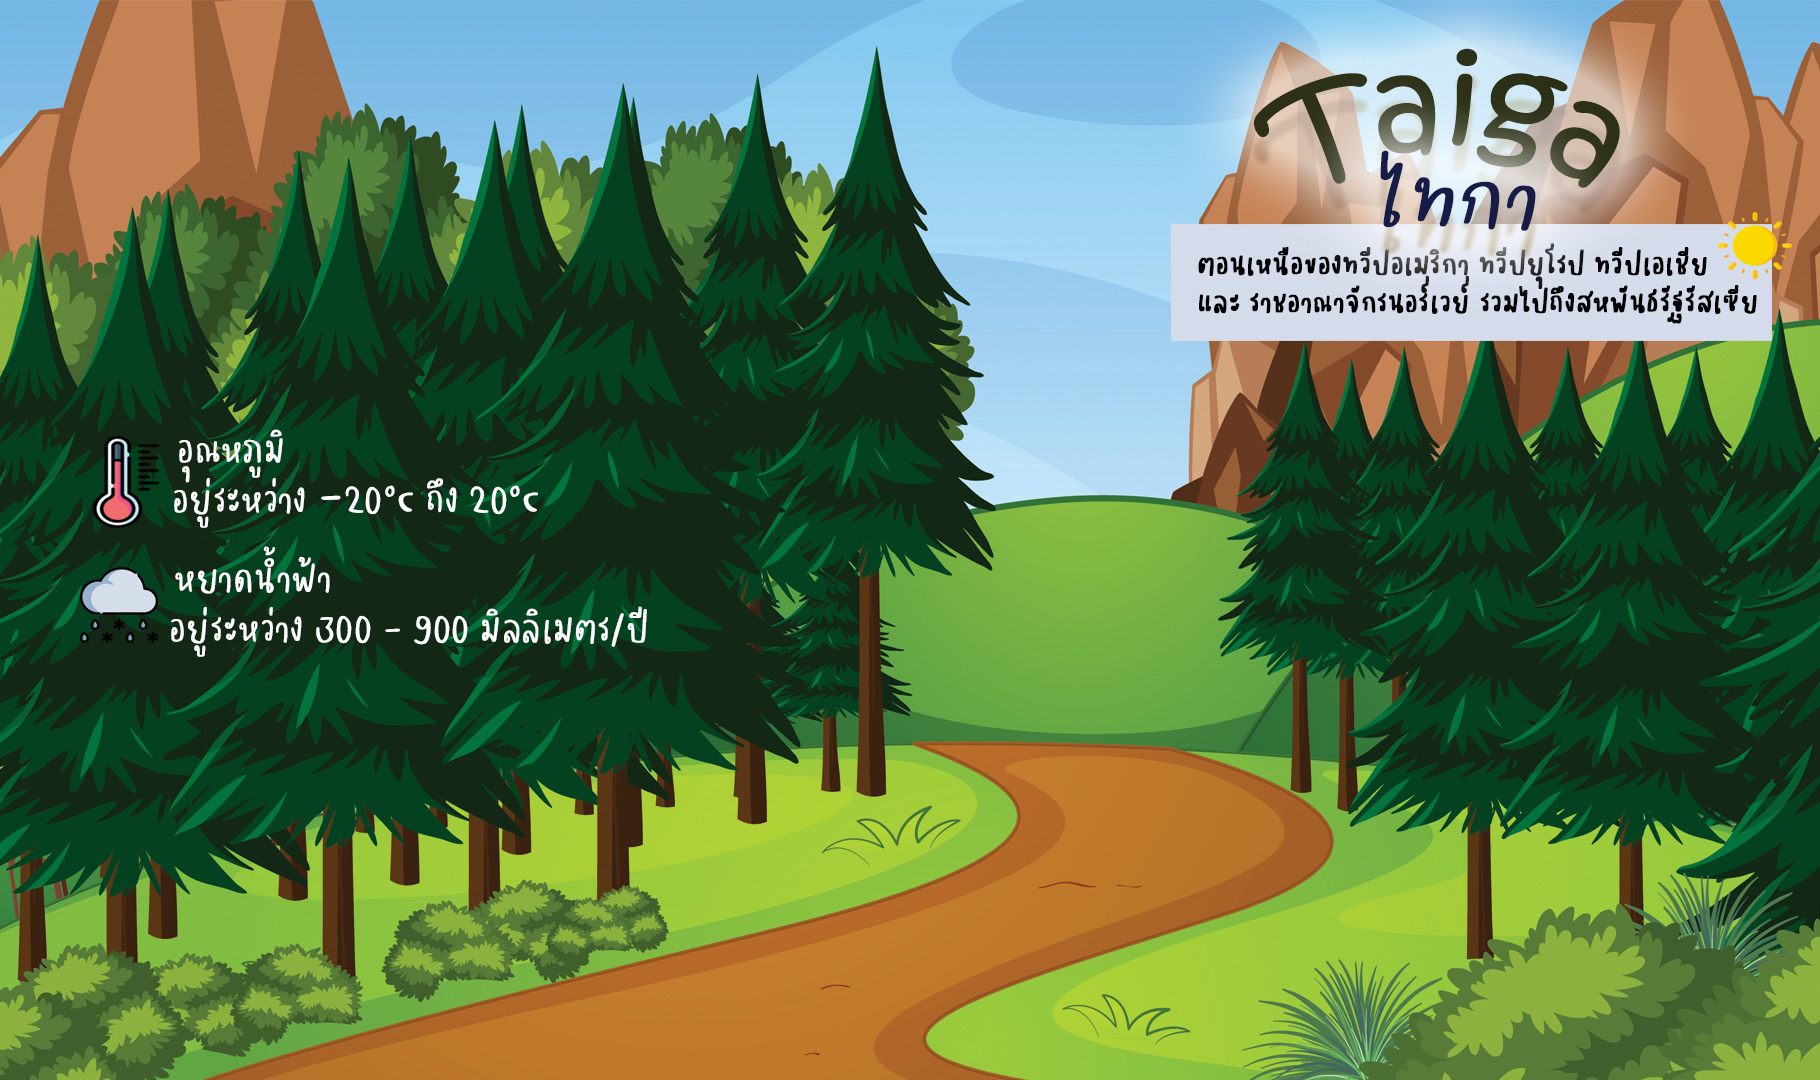 Taiga
ไทกา
ตอนเหนือของทวีปอเมริกา ทวีปยุโรป ทวีปเอเชีย
และ ราชอาณาจักรนอร์เวย์ รวมไปถึงสหพันธรัฐรัสเซีย
อุณหภูมิ
อยู่ระหว่าง -20°c ถึง 20°c
หยาดน้ำฟ้า
อยู่ระหว่าง 300 - 900 มิลลิเมตร/ปี